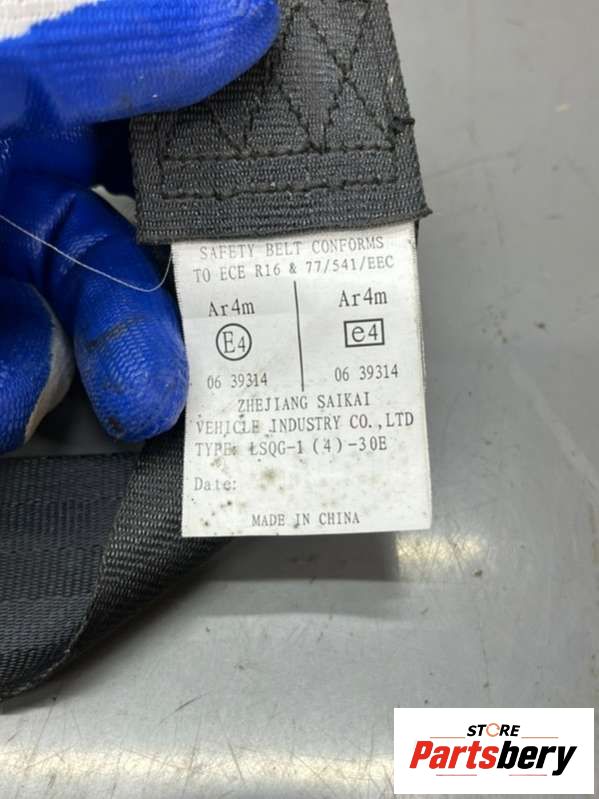 SAFETY BELT CONFORMS
TO ECE R16 & 77/541/EEC
Ar4m Ar4m
E4 e4
06 39314 06 39314
ZHEJIANG SAIKAI
VEHICLE INDUSTRY CO.,LTD
TYPE: LSQG-1(4)-30E
Date:
MADE IN CHINA
STORE
Partsbery